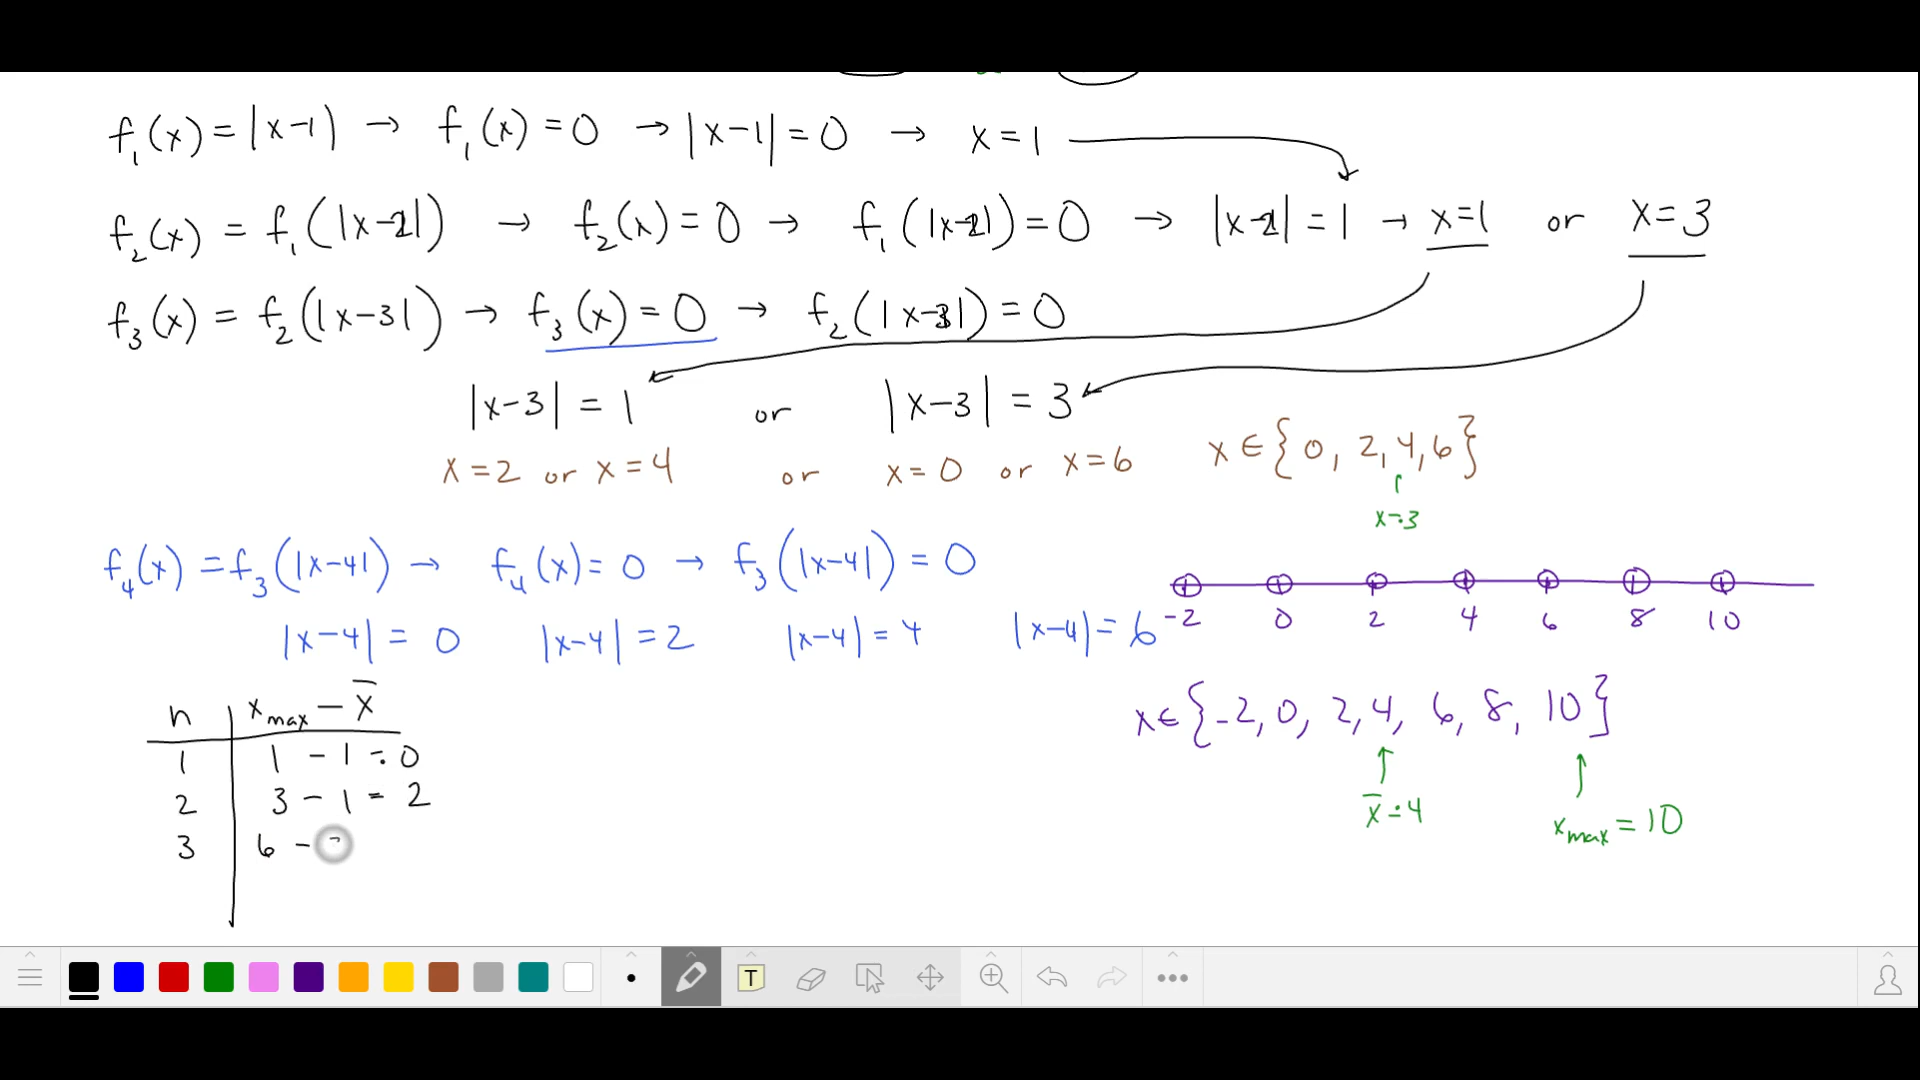 f₁(x) = |x-1| → f₁(x) = 0 → |x-1| = 0 → x = 1
f₂(x) = f₁(|x-2|) → f₂(x) = 0 → f₁(|x-2|) = 0 → |x-2| = 1 → x=1 or x=3
f₃(x) = f₂(|x-3|) → f₃(x) = 0 → f₂(|x-3|) = 0
|x-3| = 1 or |x-3| = 3
x=2 or x=4 or x=0 or x=6 x∈{0, 2, 4, 6}
x=3
f₄(x) = f₃(|x-4|) → f₄(x) = 0 → f₃(|x-4|) = 0
-2 0 2 4 6 8 10
|x-4| = 0 |x-4| = 2 |x-4| = 4 |x-4| = 6
x∈{-2, 0, 2, 4, 6, 8, 10}
x̄=4 x_max = 10
n x_max - x̄
1 1 - 1 = 0
2 3 - 1 = 2
3 6 -
T